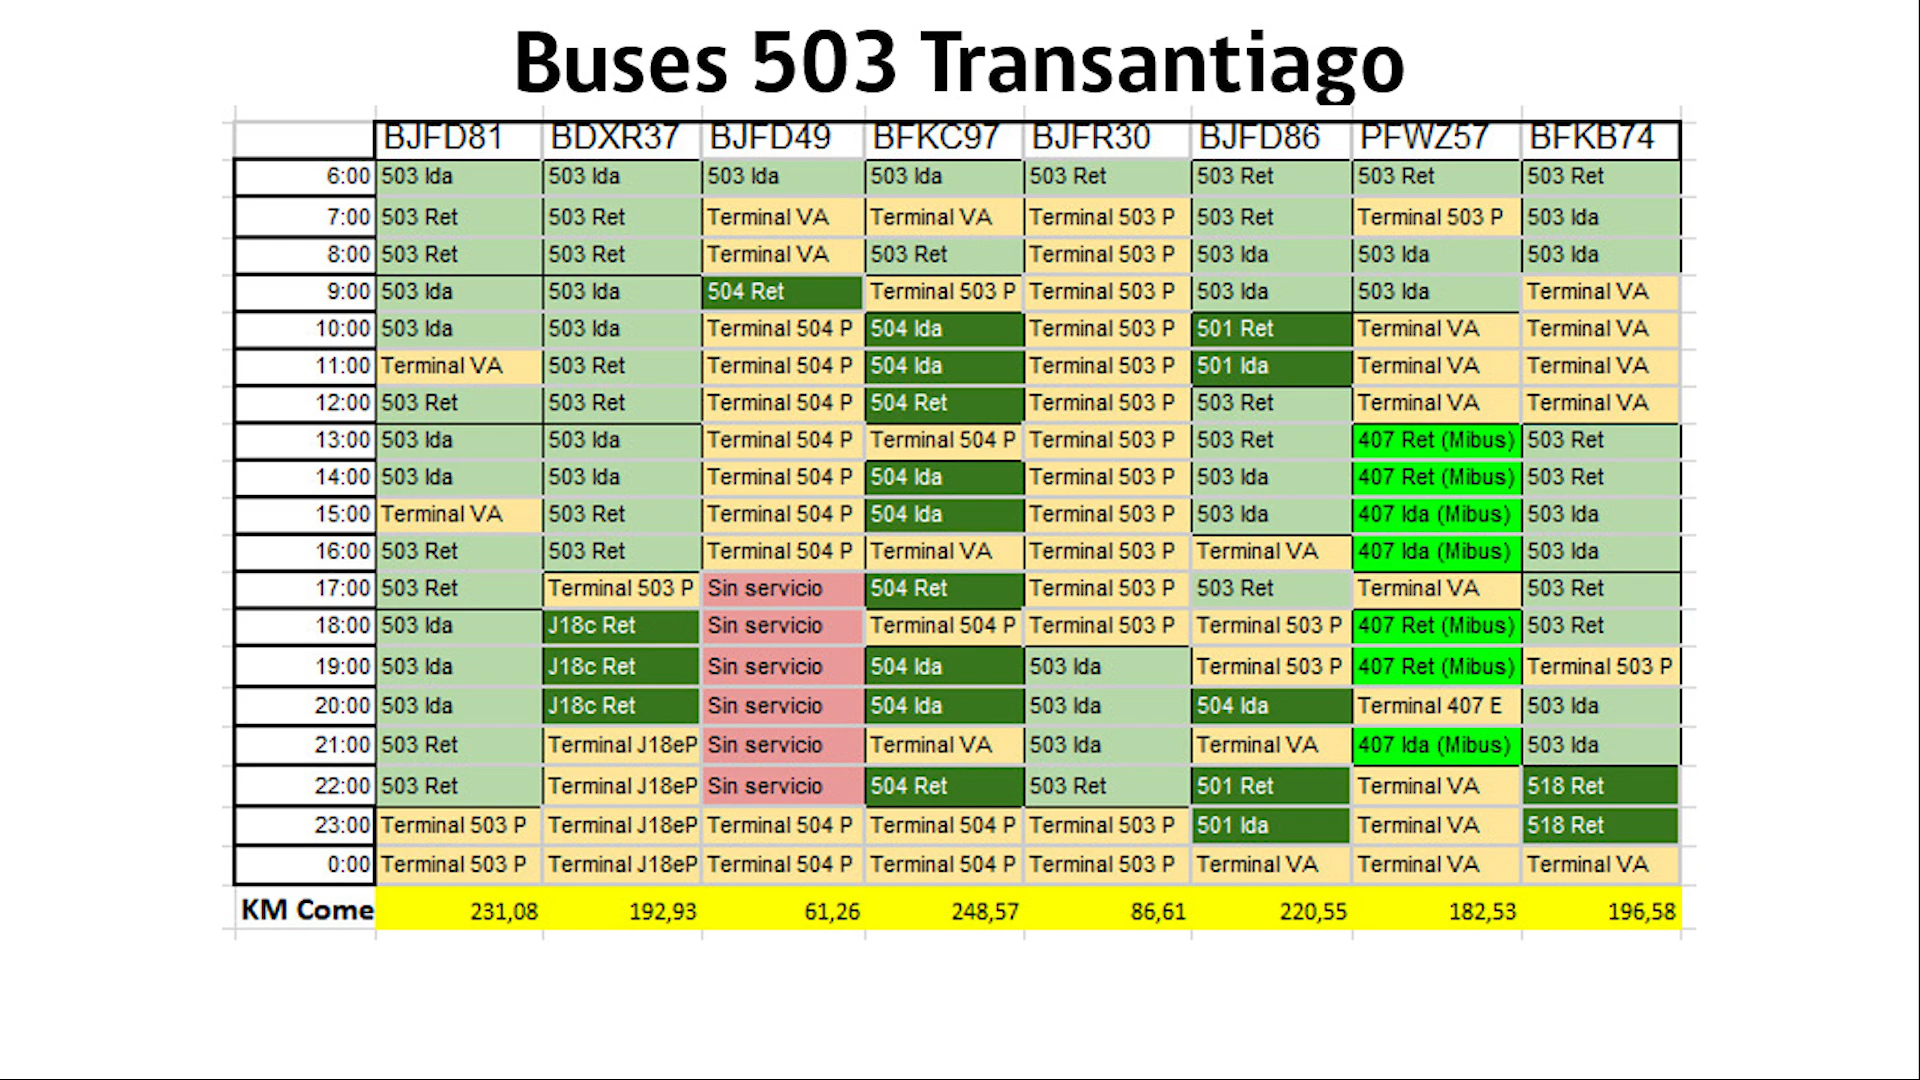 Buses 503 Transantiago
BJFD81 BDXR37 BJFD49 BFKC97 BJFR30 BJFD86 PFWZ57 BFKB74
6:00 503 Ida 503 Ida 503 Ida 503 Ida 503 Ret 503 Ret 503 Ret 503 Ret
7:00 503 Ret 503 Ret Terminal VA Terminal VA Terminal 503 P 503 Ret Terminal 503 P 503 Ida
8:00 503 Ret 503 Ret Terminal VA 503 Ret Terminal 503 P 503 Ida 503 Ida 503 Ida
9:00 503 Ida 503 Ida 504 Ret Terminal 503 P Terminal 503 P 503 Ida 503 Ida Terminal VA
10:00 503 Ida 503 Ida Terminal 504 P 504 Ida Terminal 503 P 501 Ret Terminal VA Terminal VA
11:00 Terminal VA 503 Ret Terminal 504 P 504 Ida Terminal 503 P 501 Ida Terminal VA Terminal VA
12:00 503 Ret 503 Ret Terminal 504 P 504 Ret Terminal 503 P 503 Ret Terminal VA Terminal VA
13:00 503 Ida 503 Ida Terminal 504 P Terminal 504 P Terminal 503 P 503 Ret 407 Ret (Mibus) 503 Ret
14:00 503 Ida 503 Ida Terminal 504 P 504 Ida Terminal 503 P 503 Ida 407 Ret (Mibus) 503 Ret
15:00 Terminal VA 503 Ret Terminal 504 P 504 Ida Terminal 503 P 503 Ida 407 Ida (Mibus) 503 Ida
16:00 503 Ret 503 Ret Terminal 504 P Terminal VA Terminal 503 P Terminal VA 407 Ida (Mibus) 503 Ida
17:00 503 Ret Terminal 503 P Sin servicio 504 Ret Terminal 503 P 503 Ret Terminal VA 503 Ret
18:00 503 Ida J18c Ret Sin servicio Terminal 504 P Terminal 503 P Terminal 503 P 407 Ret (Mibus) 503 Ret
19:00 503 Ida J18c Ret Sin servicio 504 Ida 503 Ida Terminal 503 P 407 Ret (Mibus) Terminal 503 P
20:00 503 Ida J18c Ret Sin servicio 504 Ida 503 Ida 504 Ida Terminal 407 E 503 Ida
21:00 503 Ret Terminal J18eP Sin servicio Terminal VA 503 Ida Terminal VA 407 Ida (Mibus) 503 Ida
22:00 503 Ret Terminal J18eP Sin servicio 504 Ret 503 Ret 501 Ret Terminal VA 518 Ret
23:00 Terminal 503 P Terminal J18eP Terminal 504 P Terminal 504 P Terminal 503 P 501 Ida Terminal VA 518 Ret
0:00 Terminal 503 P Terminal J18eP Terminal 504 P Terminal 504 P Terminal 503 P Terminal VA Terminal VA Terminal VA
KM Come 231,08 192,93 61,26 248,57 86,61 220,55 182,53 196,58